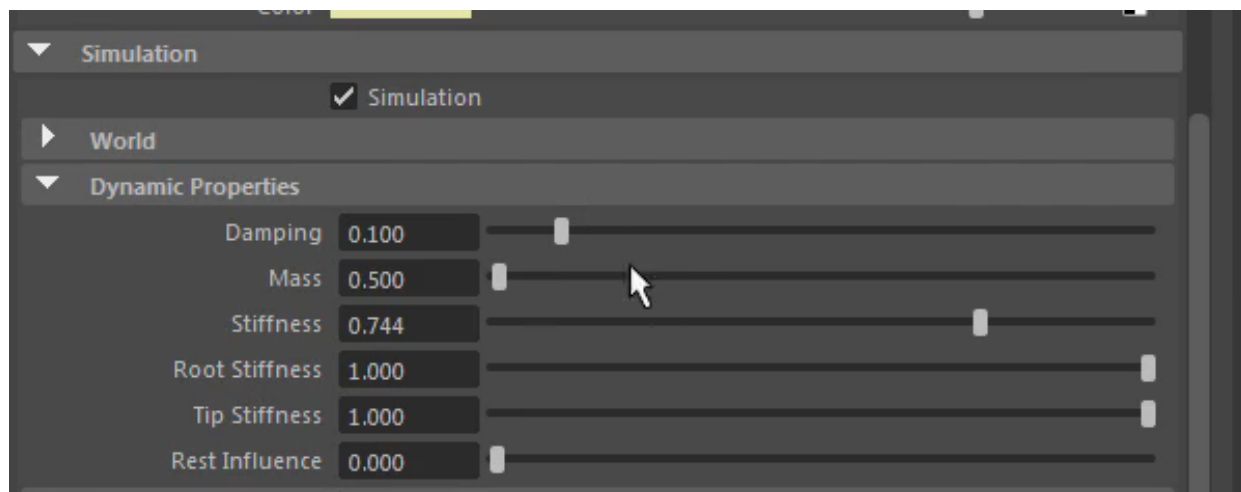 Color
Simulation
Simulation
World
Dynamic Properties
Damping 0.100
Mass 0.500
Stiffness 0.744
Root Stiffness 1.000
Tip Stiffness 1.000
Rest Influence 0.000